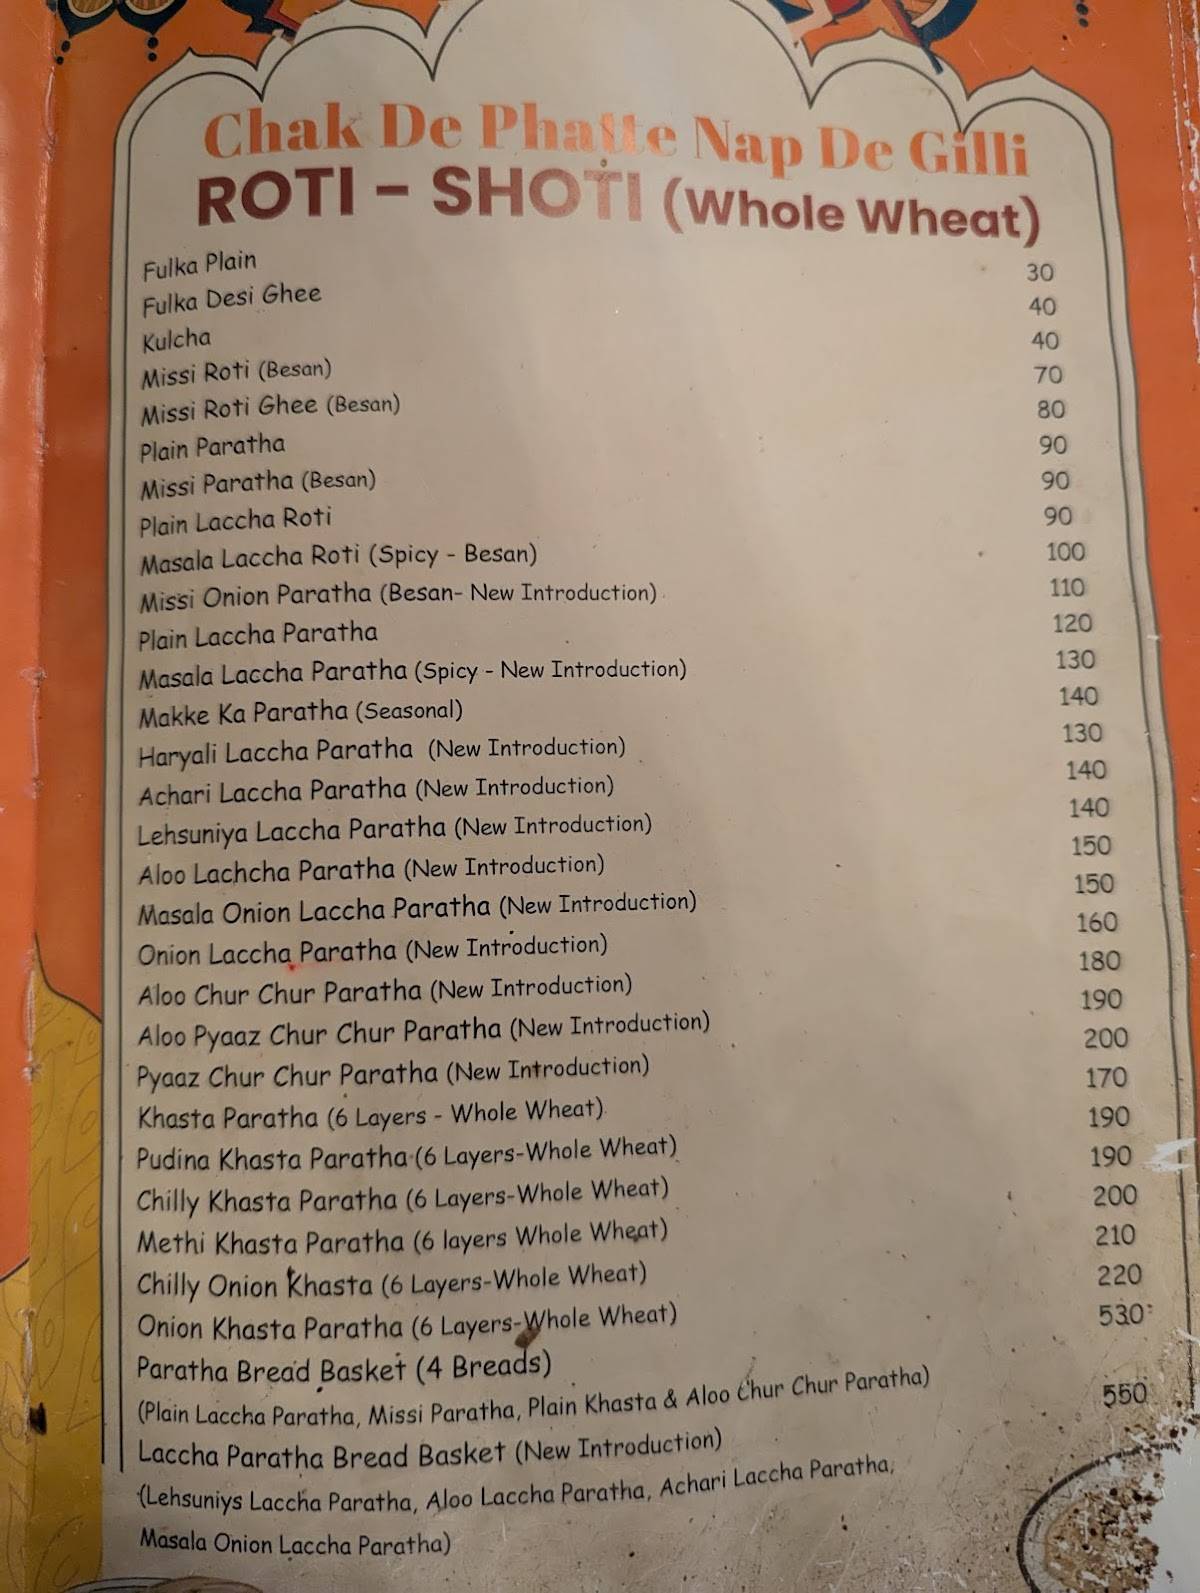 Chak De Phatte Nap De Gilli
ROTI - SHOTI (Whole Wheat)
Fulka Plain 30
Fulka Desi Ghee 40
Kulcha 40
Missi Roti (Besan) 70
Missi Roti Ghee (Besan) 80
Plain Paratha 90
Missi Paratha (Besan) 90
Plain Laccha Roti 90
Masala Laccha Roti (Spicy - Besan) 100
Missi Onion Paratha (Besan- New Introduction) 110
Plain Laccha Paratha 120
Masala Laccha Paratha (Spicy - New Introduction) 130
Makke Ka Paratha (Seasonal) 140
Haryali Laccha Paratha (New Introduction) 130
Achari Laccha Paratha (New Introduction) 140
Lehsuniya Laccha Paratha (New Introduction) 140
Aloo Lachcha Paratha (New Introduction) 150
Masala Onion Laccha Paratha (New Introduction) 150
Onion Laccha Paratha (New Introduction) 160
Aloo Chur Chur Paratha (New Introduction) 180
Aloo Pyaaz Chur Chur Paratha (New Introduction) 190
Pyaaz Chur Chur Paratha (New Introduction) 200
Khasta Paratha (6 Layers - Whole Wheat) 170
Pudina Khasta Paratha (6 Layers-Whole Wheat) 190
Chilly Khasta Paratha (6 Layers-Whole Wheat) 190
Methi Khasta Paratha (6 layers Whole Wheat) 200
Chilly Onion Khasta (6 Layers-Whole Wheat) 210
Onion Khasta Paratha (6 Layers-Whole Wheat) 220
Paratha Bread Basket (4 Breads) 530
(Plain Laccha Paratha, Missi Paratha, Plain Khasta & Aloo Chur Chur Paratha)
Laccha Paratha Bread Basket (New Introduction) 550
(Lehsuniys Laccha Paratha, Aloo Laccha Paratha, Achari Laccha Paratha,
Masala Onion Laccha Paratha)